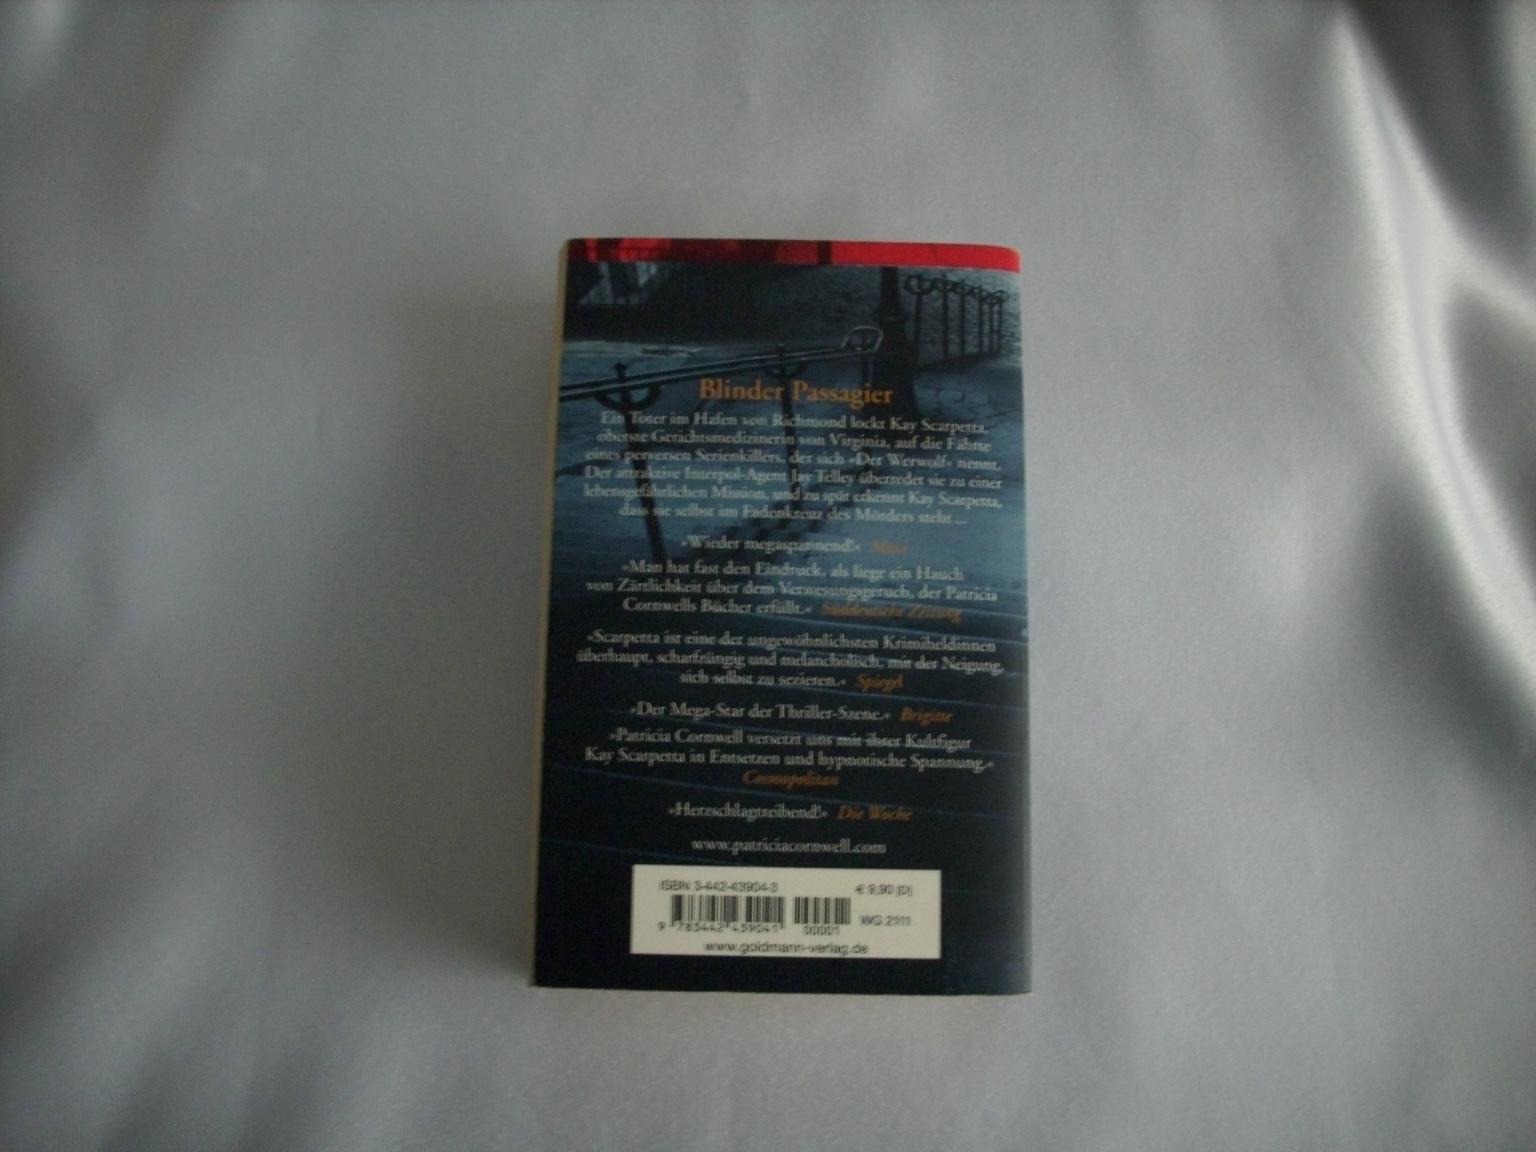 Blinder Passagier
Ein Toter im Hafen von Richmond lockt Kay Scarpetta,
oberste Gerichtsmedizinerin von Virginia, auf die Fährte
eines perversen Serienkillers, der sich »Der Werwolf« nennt.
Der attraktive Interpol-Agent Jay Talley überredet sie zu einer
lebensgefährlichen Mission, und zu spät erkennt Kay Scarpetta,
dass sie selbst im Fadenkreuz des Mörders steht ...
»Wieder megaspannend!«
»Man hat fast den Eindruck, als liege ein Hauch
von Zärtlichkeit über dem Verwesungsgeruch, der Patricia
Cornwells Bücher erfüllt.« Süddeutsche Zeitung
»Scarpetta ist eine der ungewöhnlichsten Krimiheldinnen
überhaupt, scharfzüngig und melancholisch, mit der Neigung,
sich selbst zu sezieren.« Spiegel
»Der Mega-Star der Thriller-Szene.« Brigitte
»Patricia Cornwell versetzt uns mit ihrer Kultfigur
Kay Scarpetta in Entsetzen und hypnotische Spannung.«
Cosmopolitan
»Herzschlagtreibend!« Die Woche
www.patriciacornwell.com
ISBN 3-442-43904-3 € 9,90 [D]
WG 2111
9 783442 439041 00001
www.goldmann-verlag.de